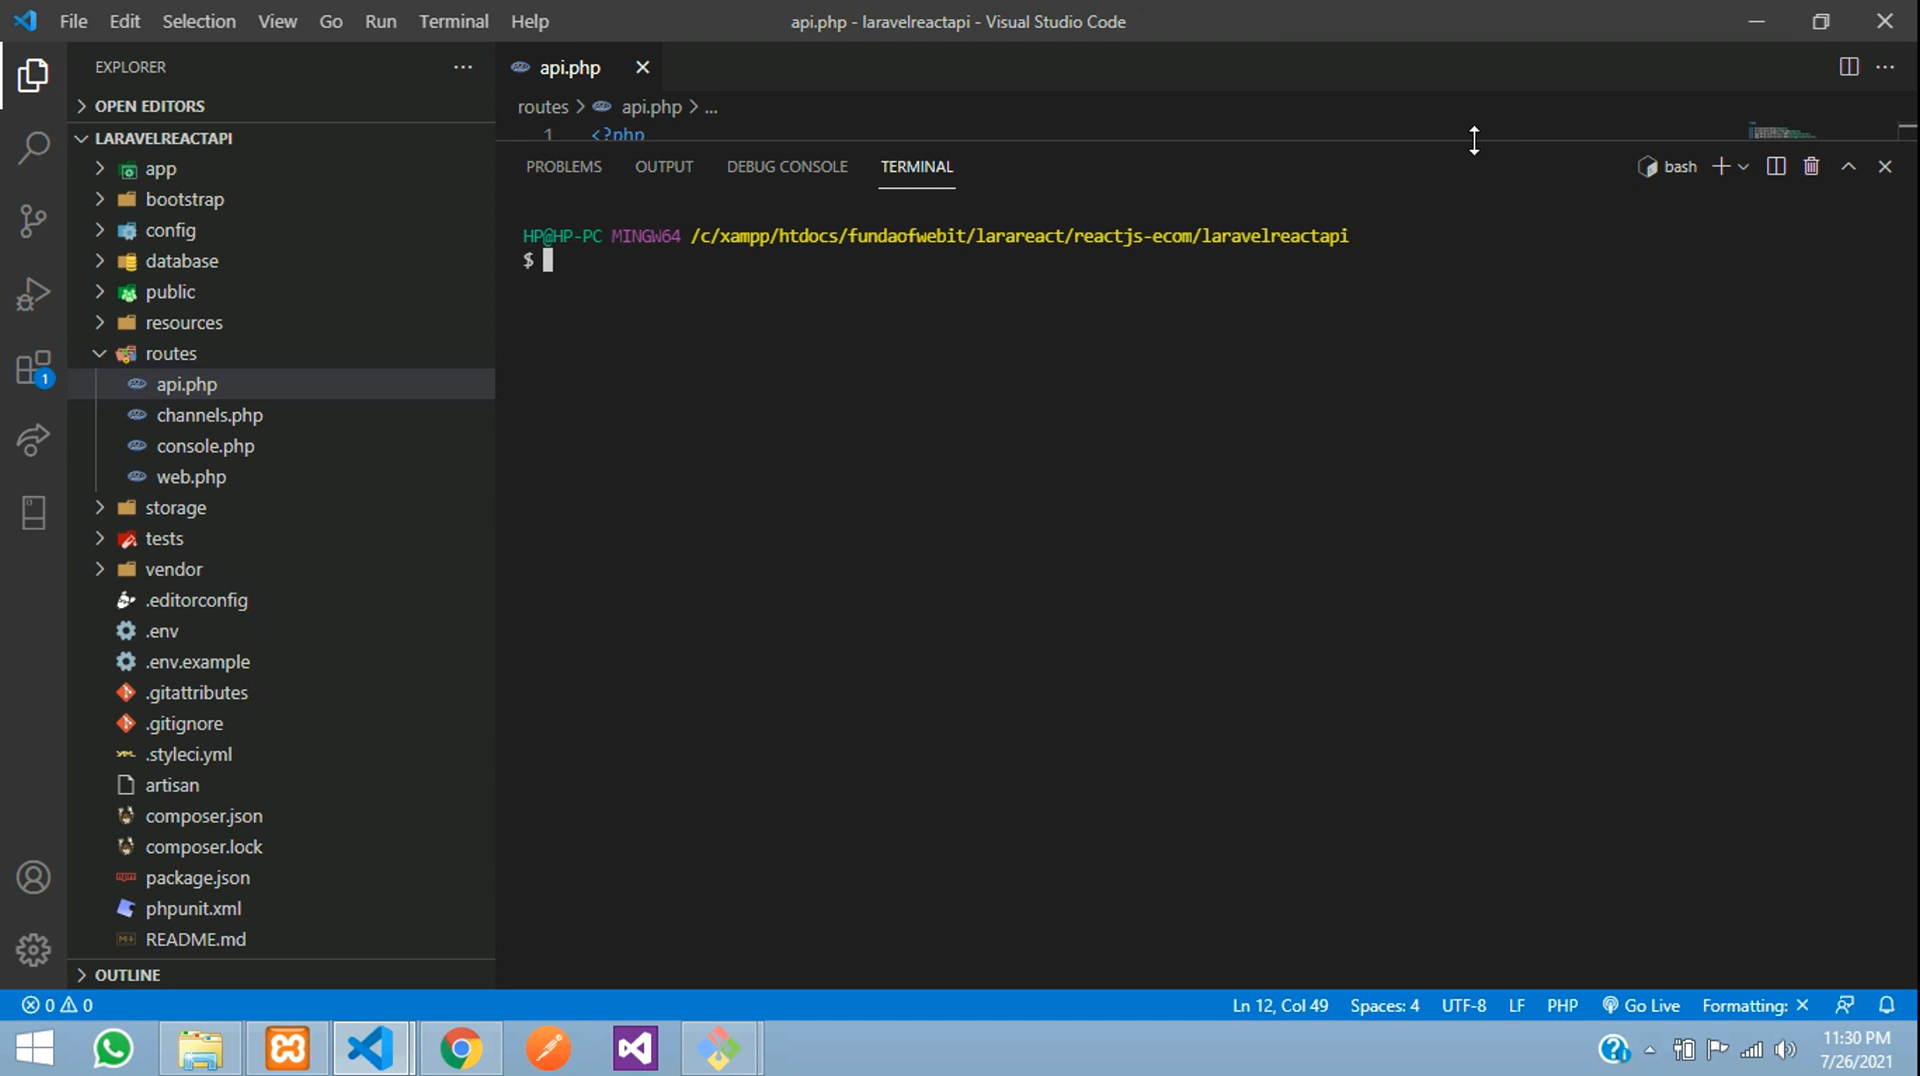 File Edit Selection View Go Run Terminal Help
api.php - laravelreactapi - Visual Studio Code
EXPLORER
OPEN EDITORS
LARAVELREACTAPI
app
bootstrap
config
database
public
resources
routes
api.php
channels.php
console.php
web.php
storage
tests
vendor
.editorconfig
.env
.env.example
.gitattributes
.gitignore
.styleci.yml
artisan
composer.json
composer.lock
package.json
phpunit.xml
README.md
OUTLINE
api.php
routes > api.php > ...
1 <?php
PROBLEMS OUTPUT DEBUG CONSOLE TERMINAL
bash
HP@HP-PC MINGW64 /c/xampp/htdocs/fundaofwebit/larareact/reactjs-ecom/laravelreactapi
$
1
0 0
Ln 12, Col 49 Spaces: 4 UTF-8 LF PHP Go Live Formatting: ×
11:30 PM
7/26/2021